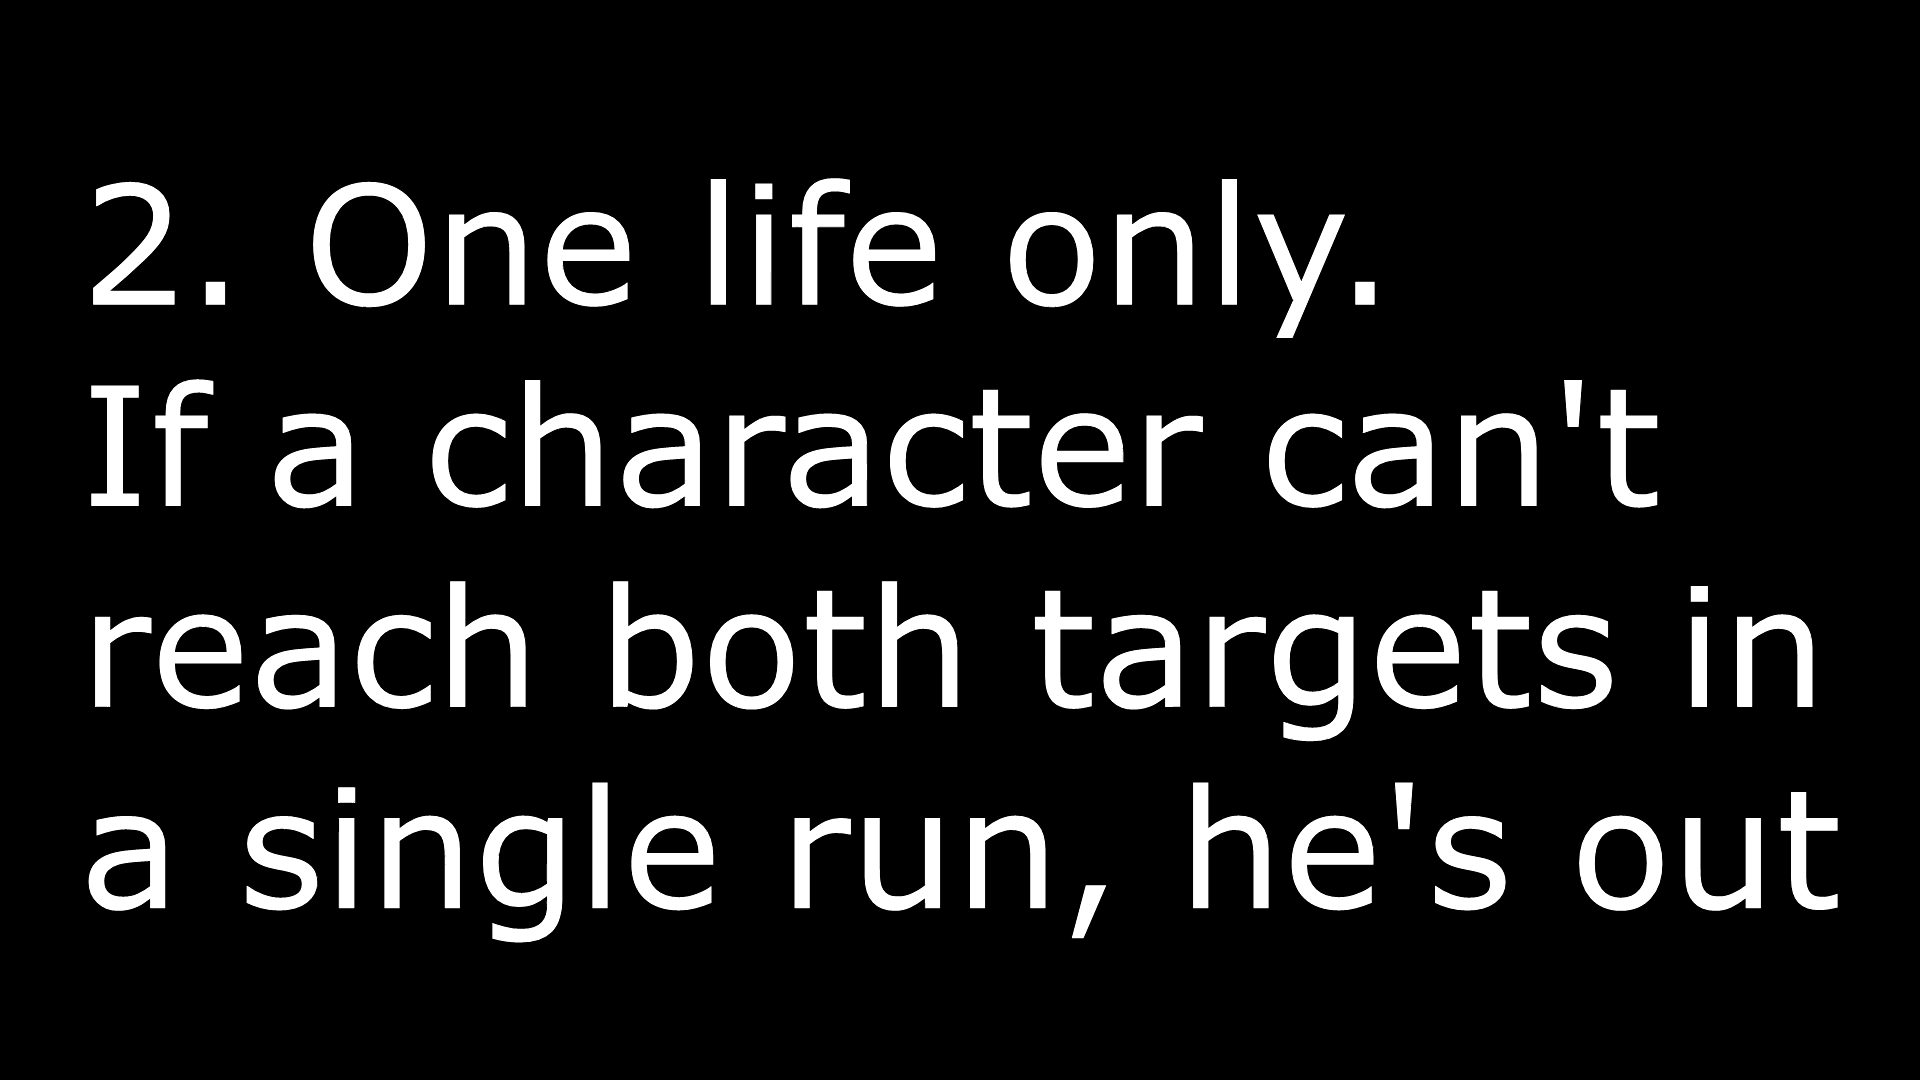 2. One life only.
If a character can't
reach both targets in
a single run, he's out